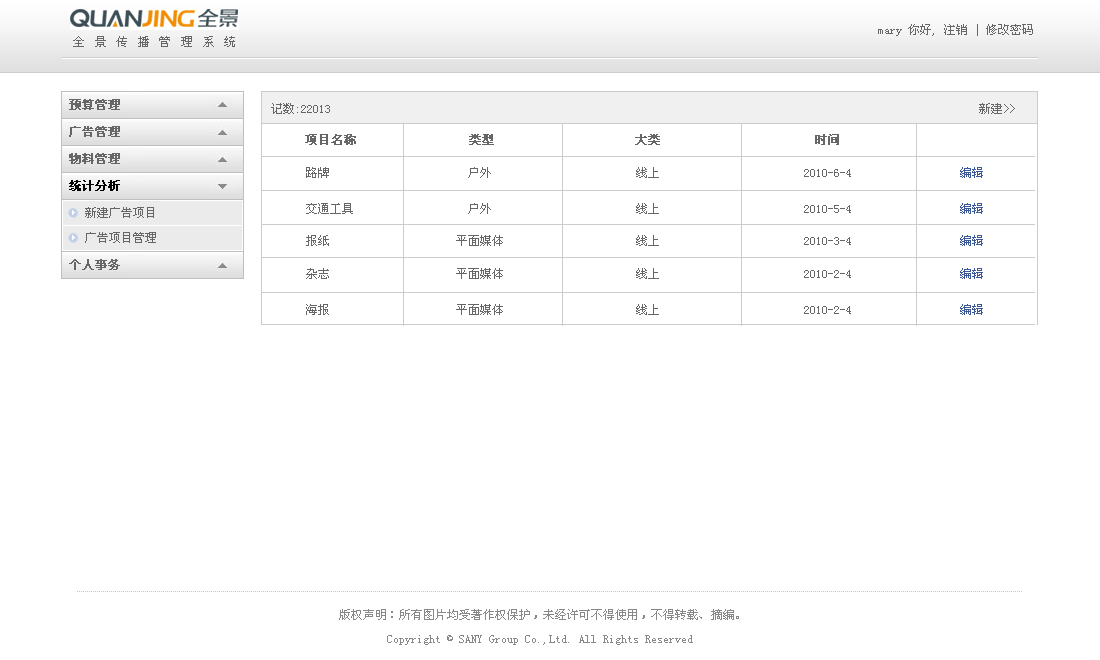 QUANJING全景
全景传播管理系统
mary 你好, 注销 | 修改密码
预算管理
广告管理
物料管理
统计分析
新建广告项目
广告项目管理
个人事务
记数:22013 新建>>
项目名称 类型 大类 时间
路牌 户外 线上 2010-6-4 编辑
交通工具 户外 线上 2010-5-4 编辑
报纸 平面媒体 线上 2010-3-4 编辑
杂志 平面媒体 线上 2010-2-4 编辑
海报 平面媒体 线上 2010-2-4 编辑
版权声明：所有图片均受著作权保护，未经许可不得使用，不得转载、摘编。
Copyright © SANY Group Co.,Ltd. All Rights Reserved